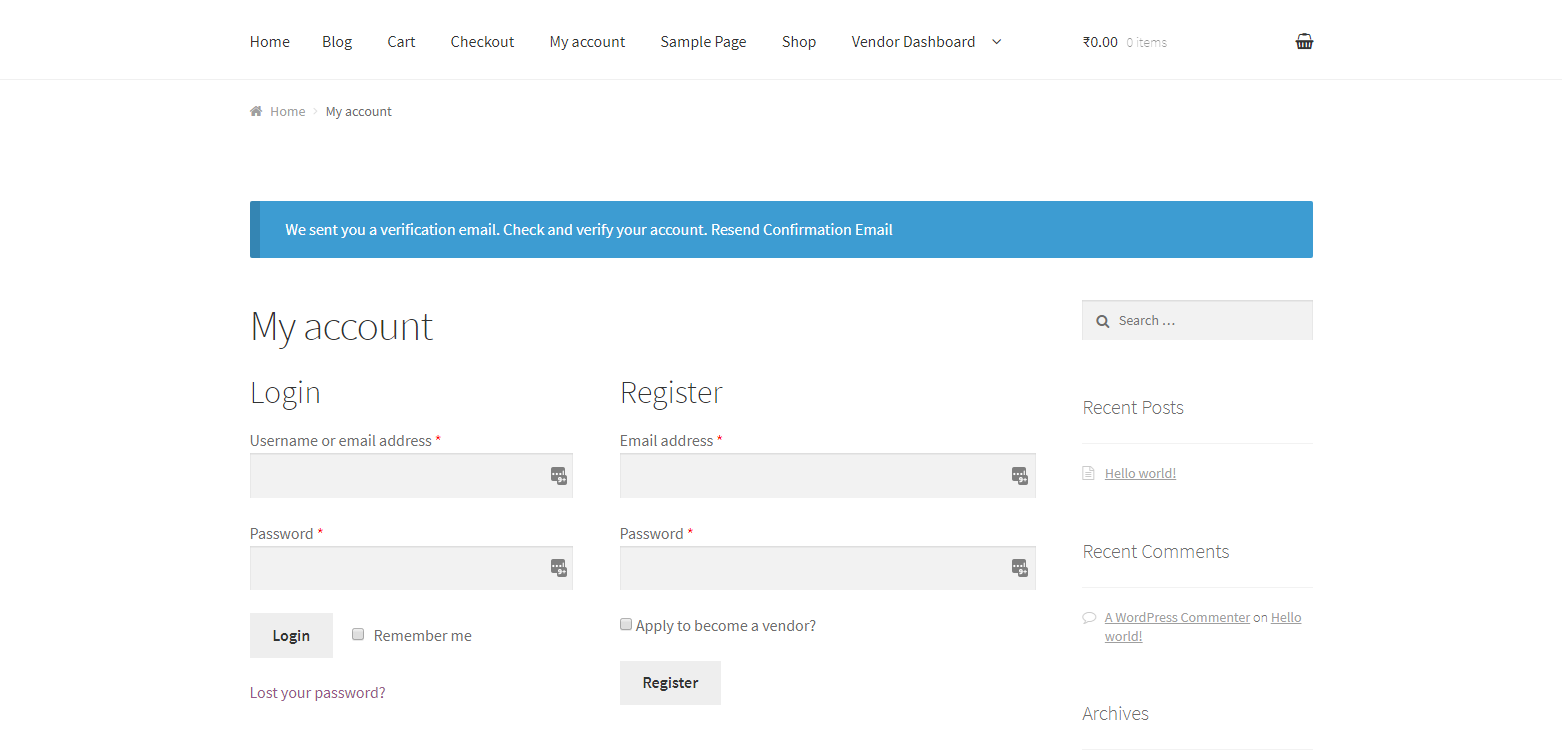 Home Blog Cart Checkout My account Sample Page Shop Vendor Dashboard ₹0.00 0 items
Home My account
We sent you a verification email. Check and verify your account. Resend Confirmation Email
My account
Login
Username or email address *
Password *
Login Remember me
Lost your password?
Register
Email address *
Password *
Apply to become a vendor?
Register
Search …
Recent Posts
Hello world!
Recent Comments
A WordPress Commenter on Hello
world!
Archives